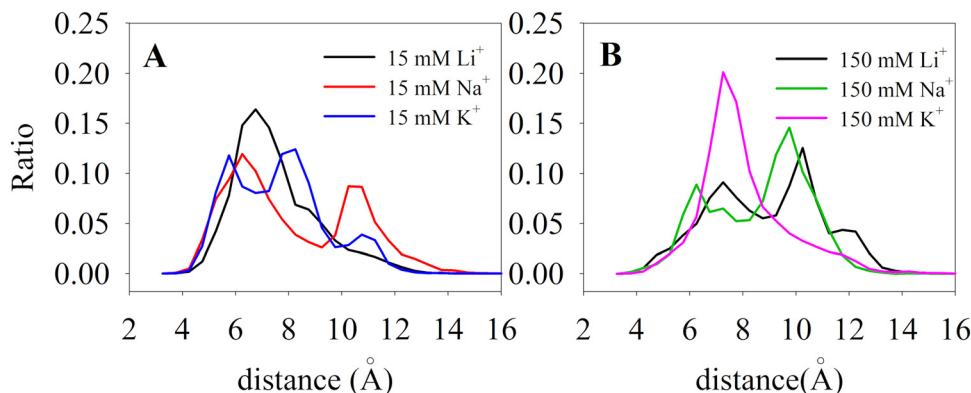 0.25
0.20
0.15
0.10
0.05
0.00
Ratio
A
15 mM Li⁺
15 mM Na⁺
15 mM K⁺
2 4 6 8 10 12 14 16
distance (Å)
0.25
0.20
0.15
0.10
0.05
0.00
B
150 mM Li⁺
150 mM Na⁺
150 mM K⁺
2 4 6 8 10 12 14 16
distance(Å)